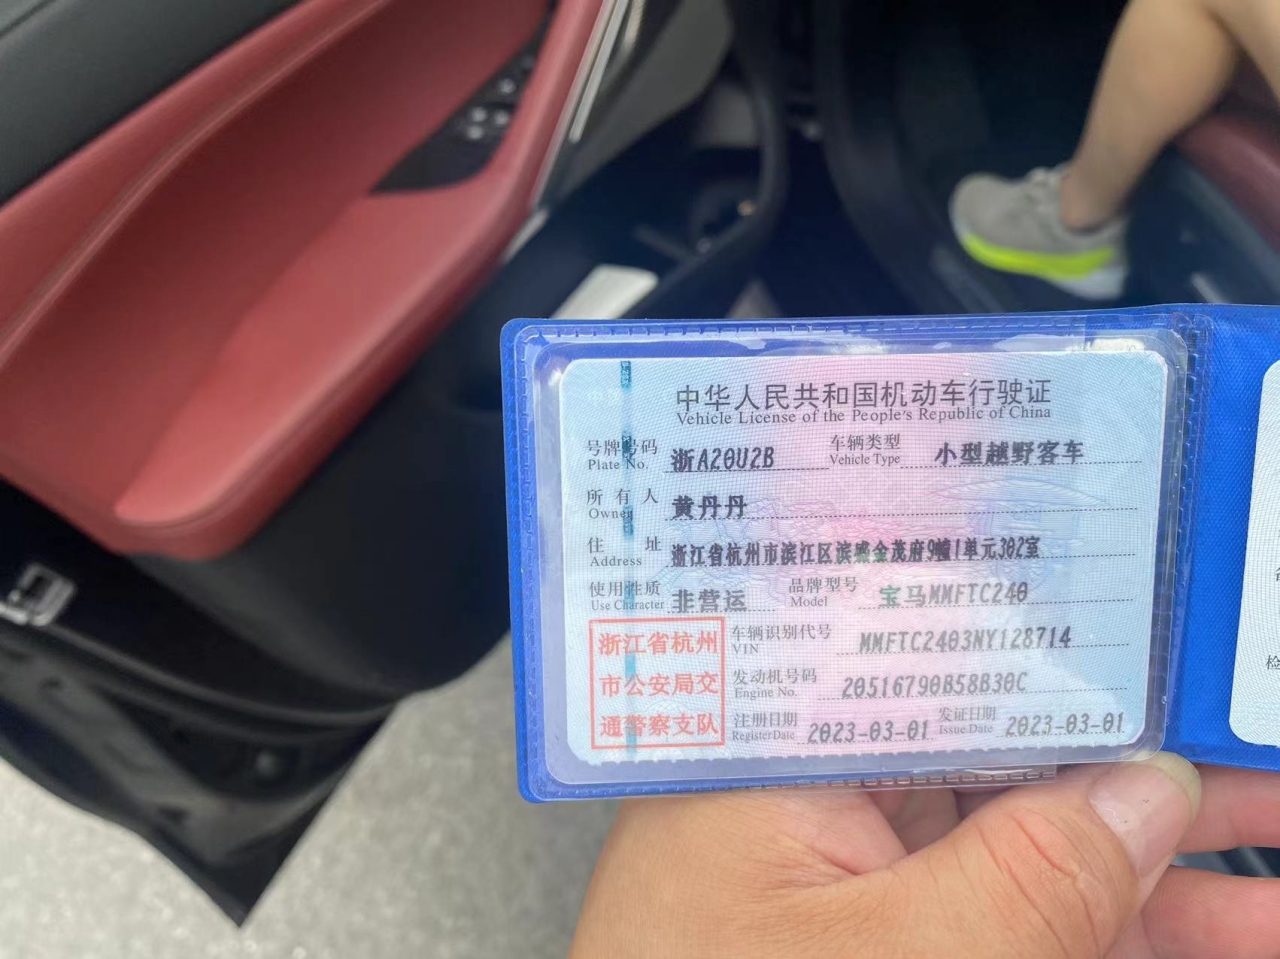 中华人民共和国机动车行驶证
Vehicle License of the People's Republic of China
号牌号码 浙A20U2B 车辆类型 小型越野客车
Plate No. Vehicle Type
所有人 黄丹丹
Owner
住址 浙江省杭州市滨江区滨盛金茂府9幢1单元302室
Address
使用性质 非营运 品牌型号 宝马MMFTC240
Use Character Model
浙江省杭州
市公安局交
通警察支队
车辆识别代号 MMFTC2403NY128714
VIN
发动机号码 20516790B58B30C
Engine No.
注册日期 2023-03-01 发证日期 2023-03-01
Register Date Issue Date
检